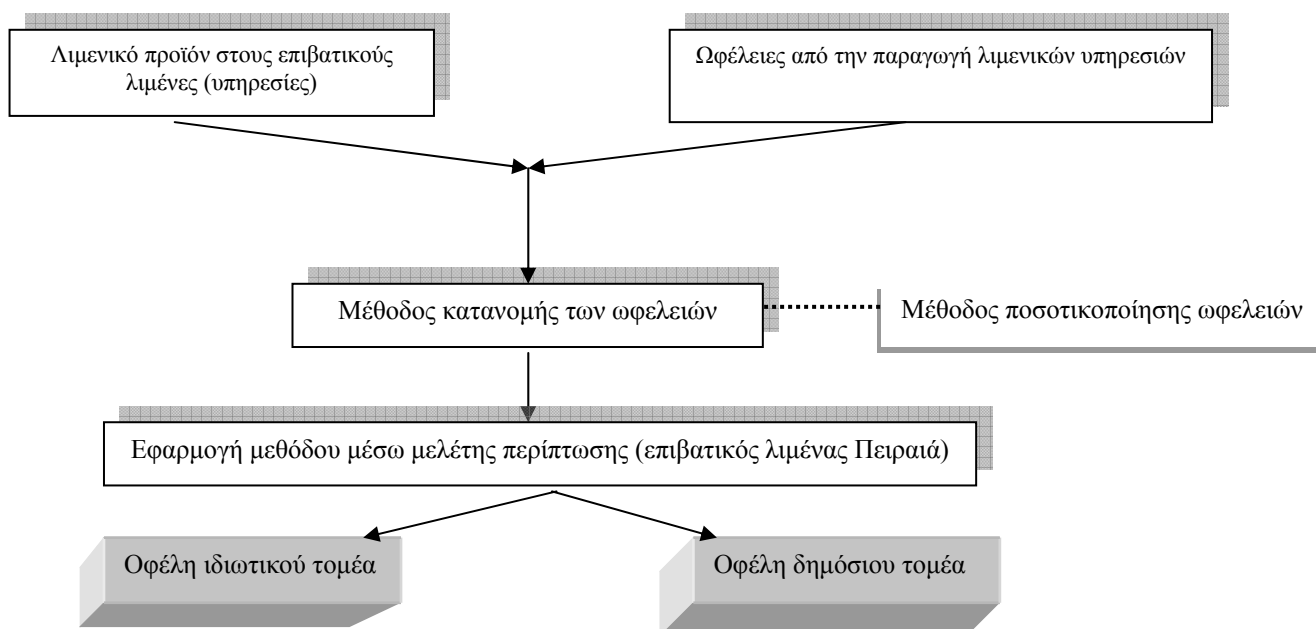 Λιμενικό προϊόν στους επιβατικούς
λιμένες (υπηρεσίες)
Ωφέλειες από την παραγωγή λιμενικών υπηρεσιών
Μέθοδος κατανομής των ωφελειών
Μέθοδος ποσοτικοποίησης ωφελειών
Εφαρμογή μεθόδου μέσω μελέτης περίπτωσης (επιβατικός λιμένας Πειραιά)
Οφέλη ιδιωτικού τομέα
Οφέλη δημόσιου τομέα